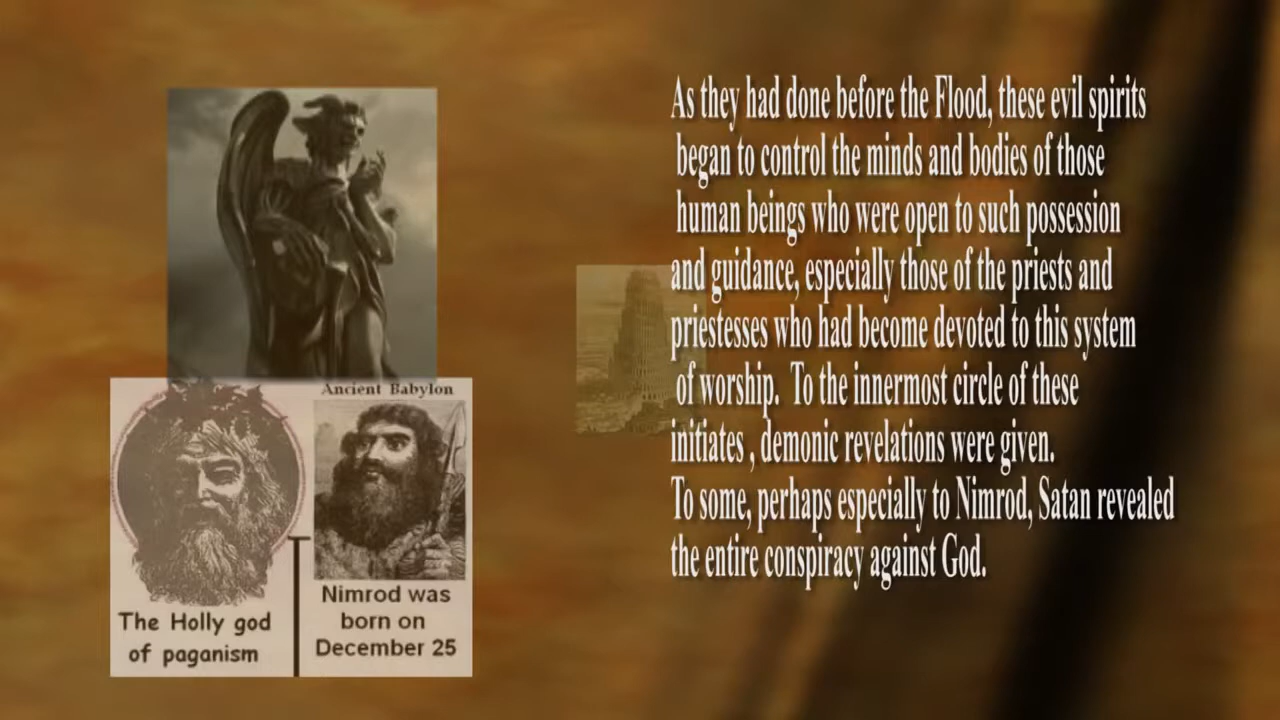 As they had done before the Flood, these evil spirits
began to control the minds and bodies of those
human beings who were open to such possession
and guidance, especially those of the priests and
priestesses who had become devoted to this system
of worship. To the innermost circle of these
initiates , demonic revelations were given.
To some, perhaps especially to Nimrod, Satan revealed
the entire conspiracy against God.
Ancient Babylon
The Holly god
of paganism
Nimrod was
born on
December 25